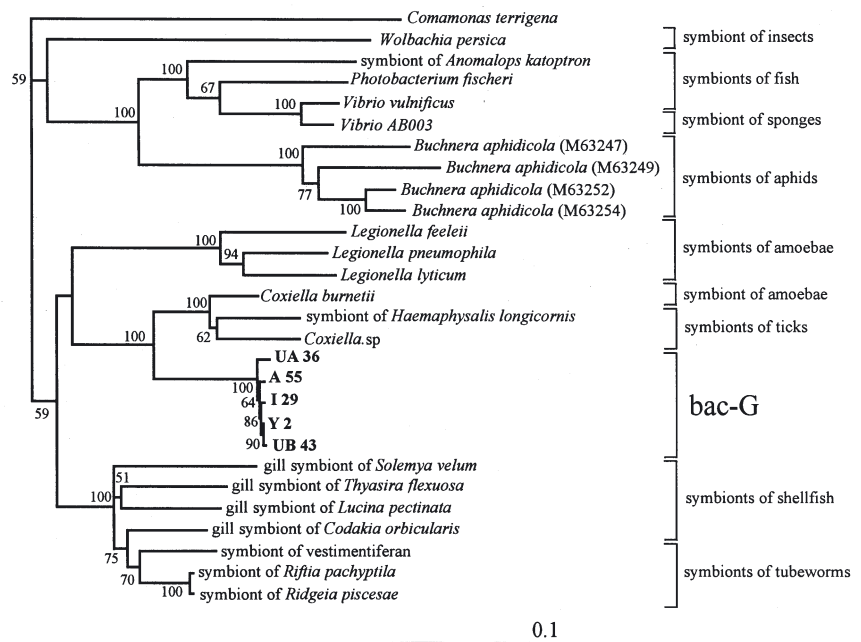 Comamonas terrigena
59
Wolbachia persica
symbiont of insects
100
symbiont of Anomalops katoptron
67
Photobacterium fischeri
symbionts of fish
100
100
Vibrio vulnificus
Vibrio AB003
symbiont of sponges
100
Buchnera aphidicola (M63247)
Buchnera aphidicola (M63249)
77
Buchnera aphidicola (M63252)
symbionts of aphids
100
Buchnera aphidicola (M63254)
100
Legionella feeleii
94
Legionella pneumophila
symbionts of amoebae
Legionella lyticum
100
Coxiella burnetii
symbiont of amoebae
symbiont of Haemaphysalis longicornis
symbionts of ticks
100
62
Coxiella.sp
UA 36
100
A 55
64
I 29
bac-G
59
86
Y 2
90
UB 43
gill symbiont of Solemya velum
51
gill symbiont of Thyasira flexuosa
100
symbionts of shellfish
gill symbiont of Lucina pectinata
gill symbiont of Codakia orbicularis
75
symbiont of vestimentiferan
70
symbiont of Riftia pachyptila
symbionts of tubeworms
100
symbiont of Ridgeia piscesae
0.1